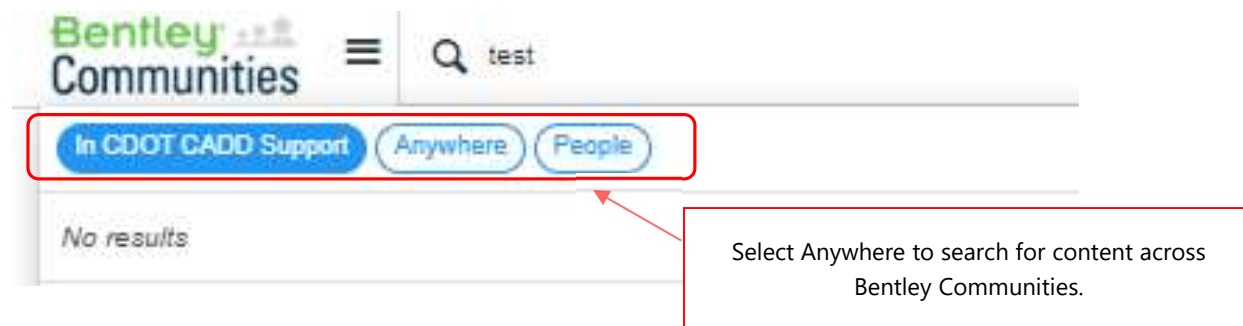 Bentley
Communities
test
In CDOT CADD Support Anywhere People
No results
Select Anywhere to search for content across
Bentley Communities.